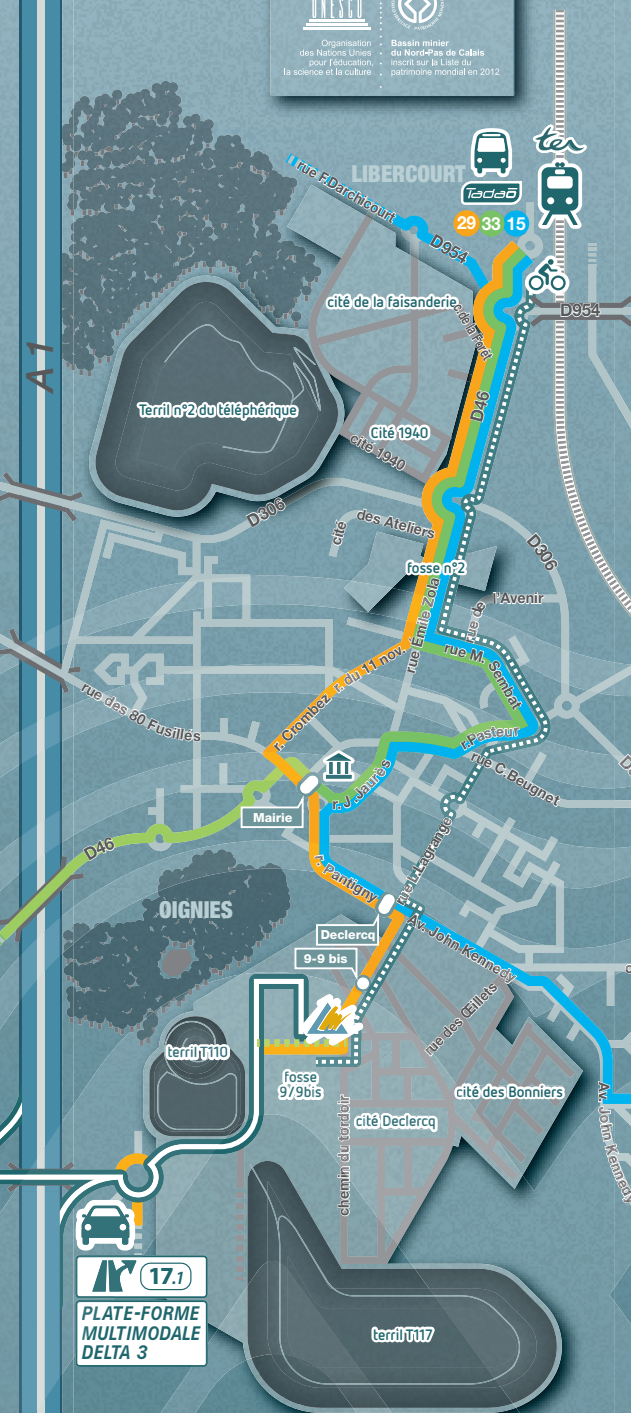 UNESCO
Organisation
des Nations Unies
pour l'éducation,
la science et la culture
Bassin minier
du Nord-Pas de Calais
inscrit sur la Liste du
patrimoine mondial en 2012
ter
LIBERCOURT
Tadao
29 33 15
rue F.Darchicourt
D954
cité de la faisanderie
c. de la Forêt
D954
A1
D46
Terril n°2 du téléphérique
Cité 1940
cité 1940
D306
cité
des Ateliers
D306
fosse n°2
rue Émile Zola
rue de
l'Avenir
r. du 11 nov.
rue M. Sembat
rue des 80 Fusillés
r. Crombez
r.Pasteur
rue C.Beugnet
r. J. Jaurès
Mairie
D46
rue L. Lagrange
r. Pantigny
OIGNIES
Declercq
Av. John Kennedy
9-9 bis
rue des Œillets
terril T110
fosse
9/9bis
cité des Bonniers
cité Declercq
chemin du tordoir
Av. John Kennedy
17.1
PLATE-FORME
MULTIMODALE
DELTA 3
terril T117